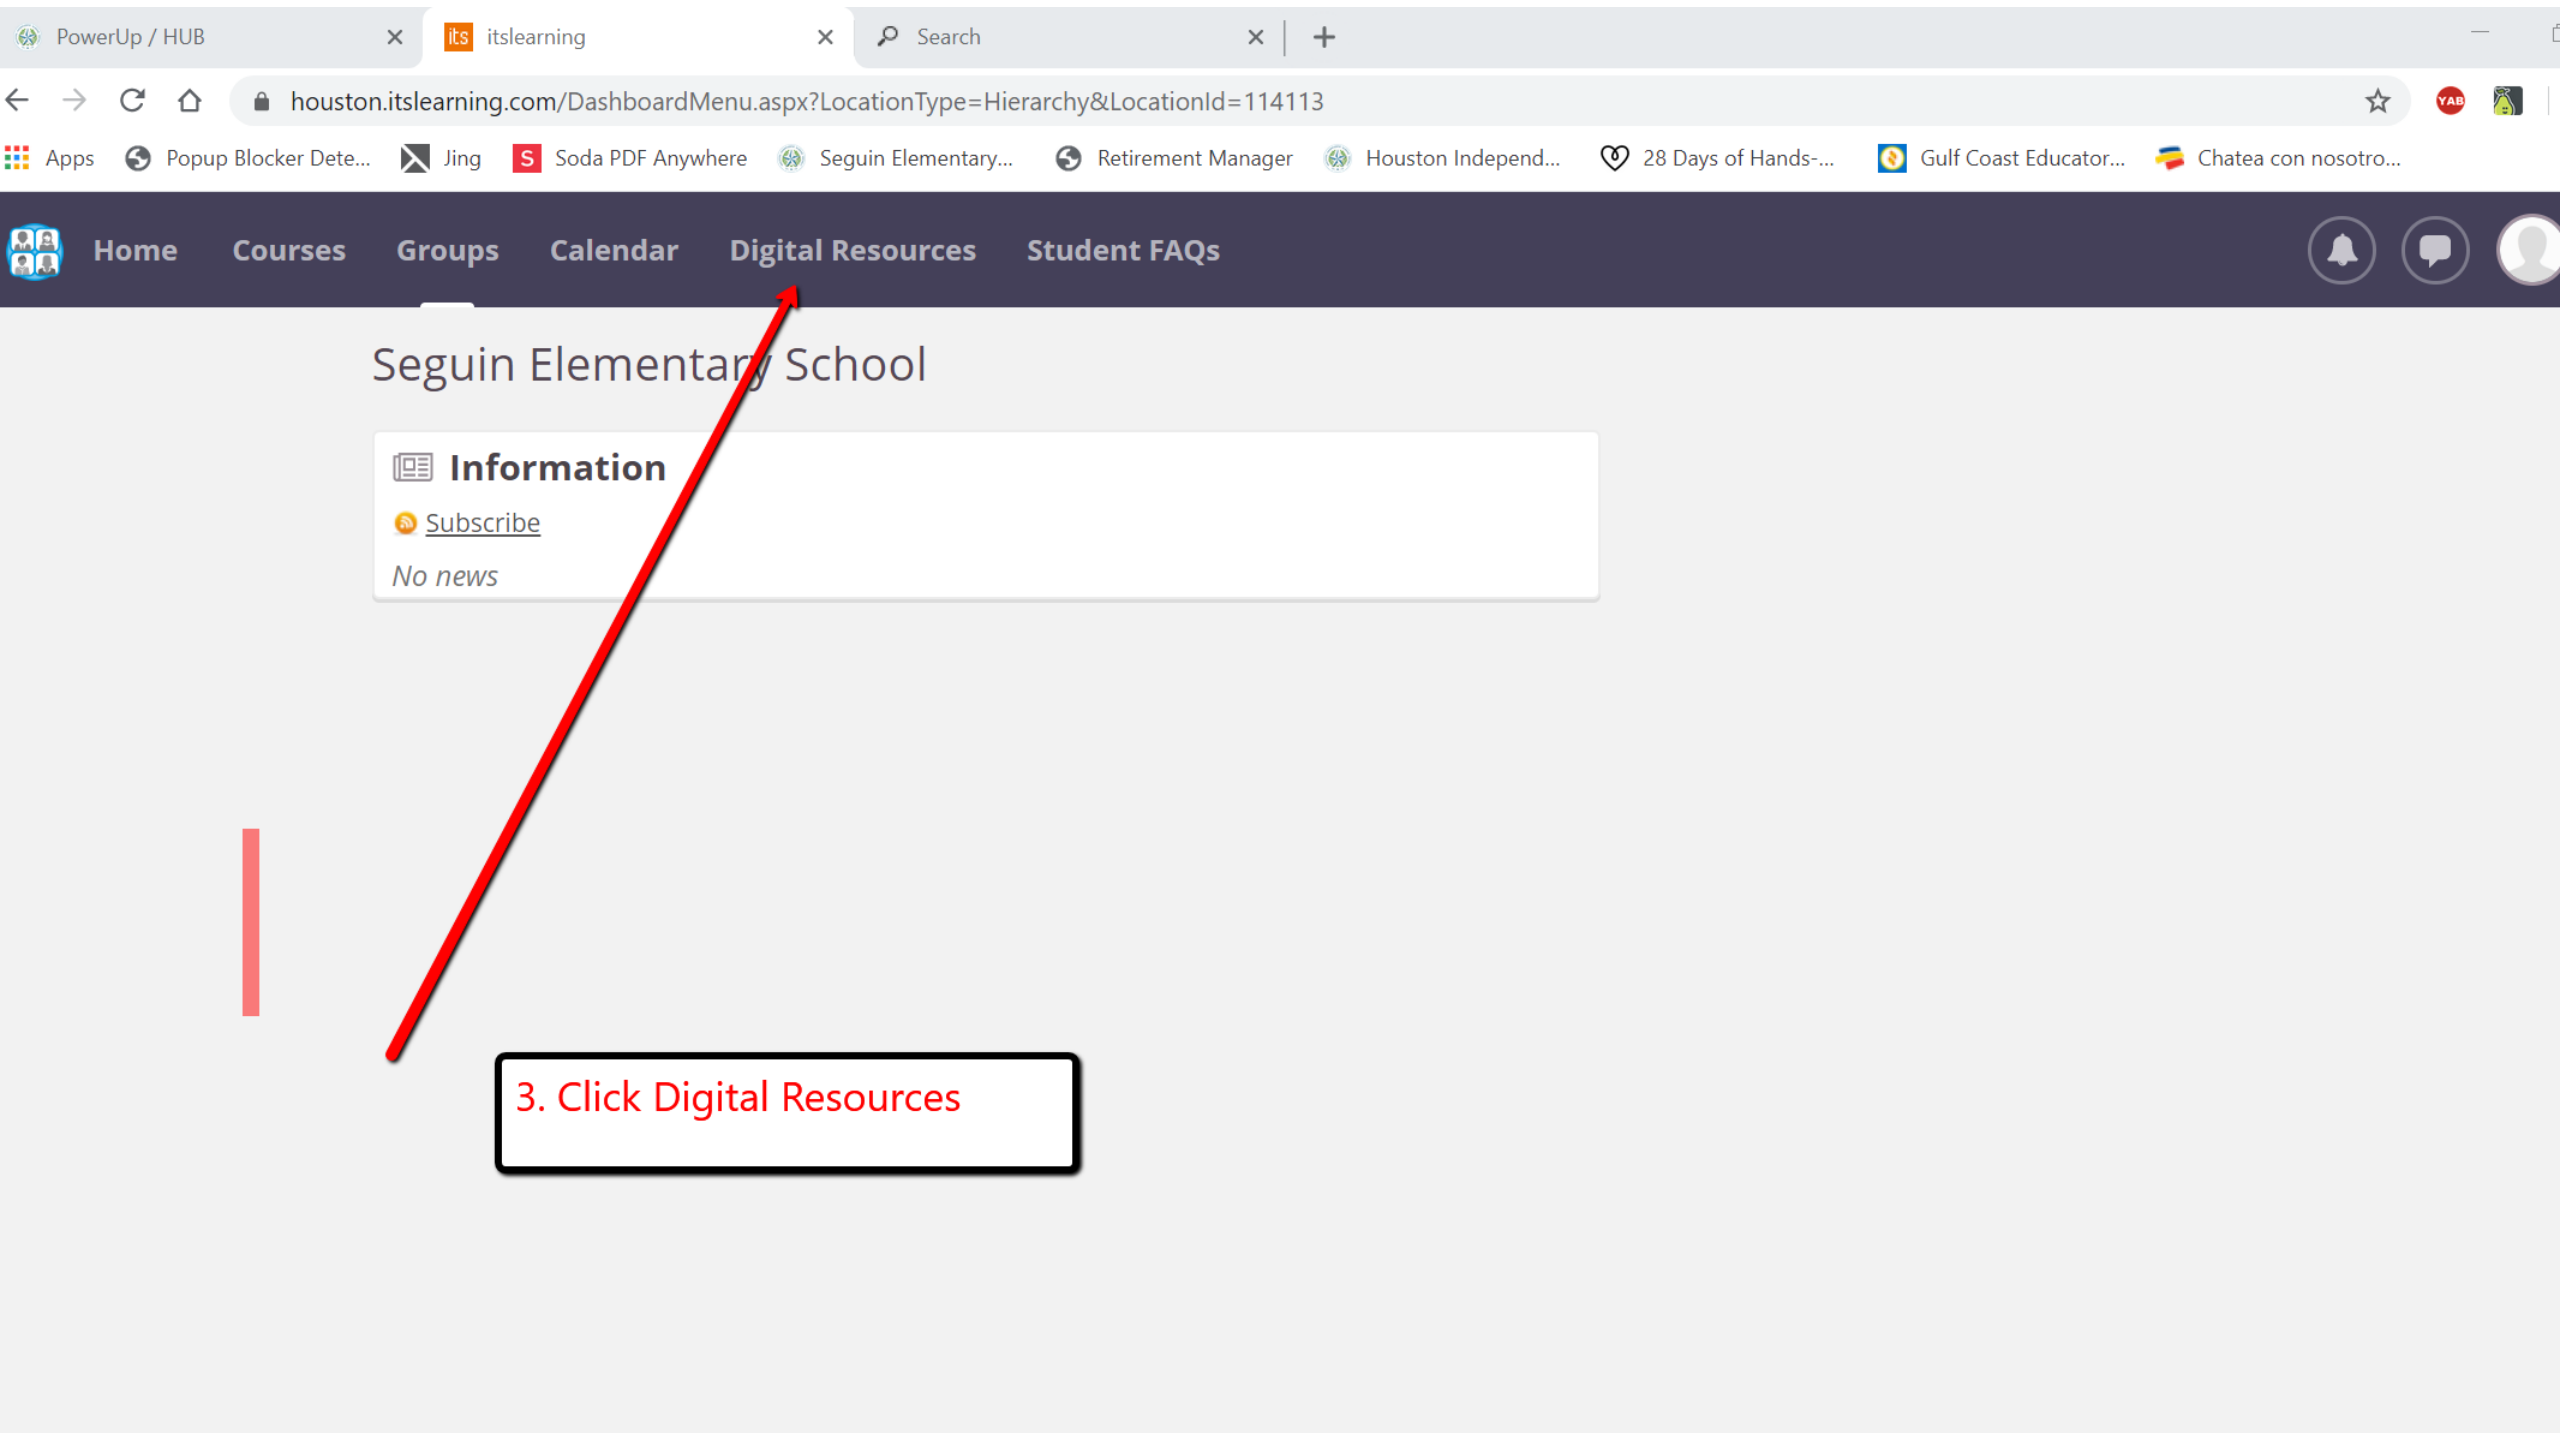 PowerUp / HUB
its itslearning
Search
houston.itslearning.com/DashboardMenu.aspx?LocationType=Hierarchy&LocationId=114113
YAB
Apps
Popup Blocker Dete...
Jing
S Soda PDF Anywhere
Seguin Elementary...
Retirement Manager
Houston Independ...
28 Days of Hands-...
Gulf Coast Educator...
Chatea con nosotro...
Home Courses Groups Calendar Digital Resources Student FAQs
Seguin Elementary School
Information
Subscribe
No news
3. Click Digital Resources